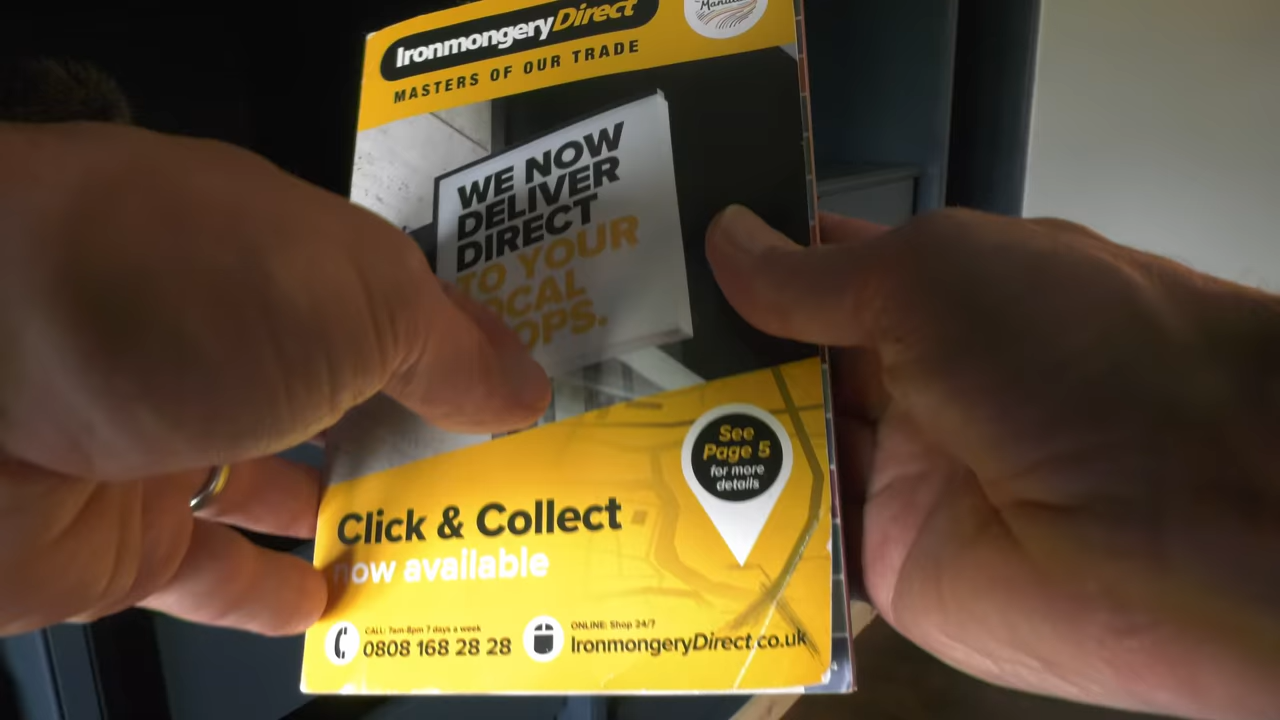 IronmongeryDirect
MASTERS OF OUR TRADE
WE NOW
DELIVER
DIRECT
TO YOUR
OCAL
OPS.
See
Page 5
for more
details
Click & Collect
now available
CALL: 7am-8pm 7 days a week
0808 168 28 28
ONLINE: Shop 24/7
IronmongeryDirect.co.uk